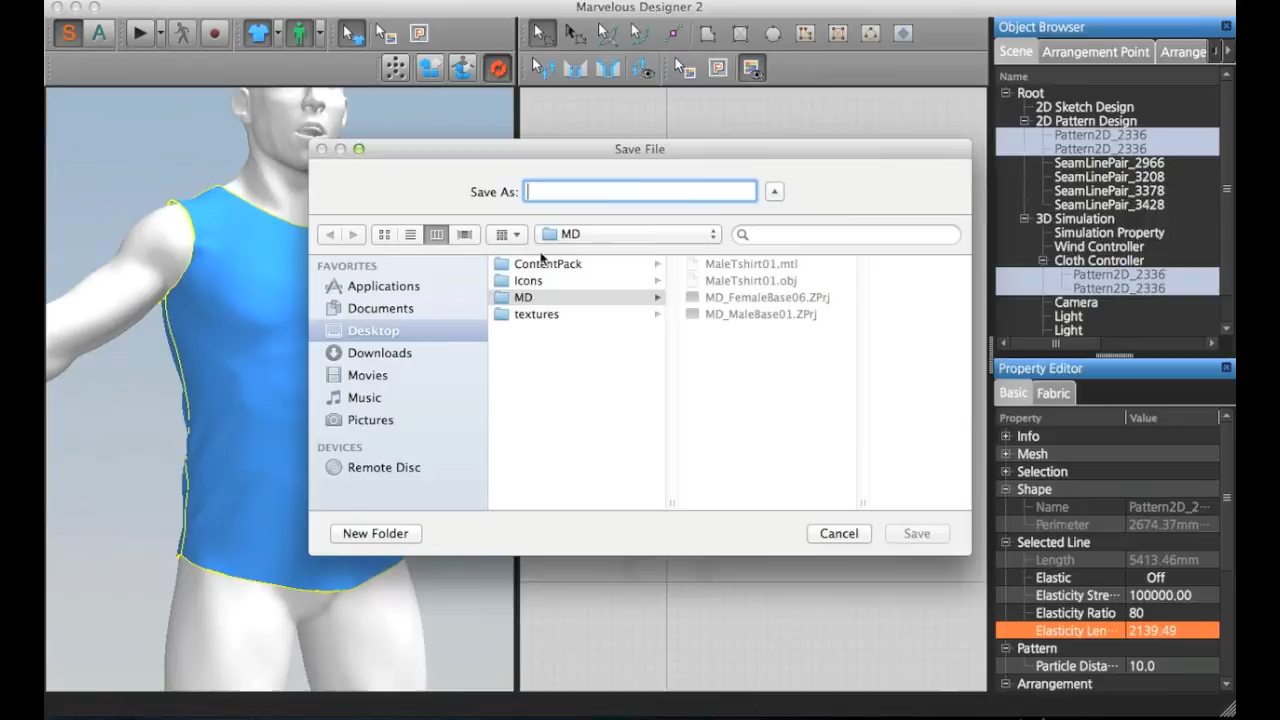 Marvelous Designer 2
S A
Object Browser
Scene Arrangement Point Arrange
Name
Root
2D Sketch Design
2D Pattern Design
Pattern2D_2336
Pattern2D_2336
SeamLinePair_2966
SeamLinePair_3208
SeamLinePair_3378
SeamLinePair_3428
3D Simulation
Simulation Property
Wind Controller
Cloth Controller
Pattern2D_2336
Pattern2D_2336
Camera
Light
Light
Save File
Save As:
MD
FAVORITES
Applications
Documents
Desktop
Downloads
Movies
Music
Pictures
DEVICES
Remote Disc
ContentPack
Icons
MD
textures
MaleTshirt01.mtl
MaleTshirt01.obj
MD_FemaleBase06.ZPrj
MD_MaleBase01.ZPrj
New Folder
Cancel
Save
Property Editor
Basic Fabric
Property Value
Info
Mesh
Selection
Shape
Name Pattern2D_2···
Perimeter 2674.37mm···
Selected Line
Length 5413.46mm···
Elastic Off
Elasticity Stre··· 100000.00
Elasticity Ratio 80
Elasticity Len··· 2139.49
Pattern
Particle Dista··· 10.0
Arrangement